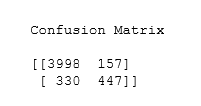 Confusion Matrix
[[3998 157]
[ 330 447]]